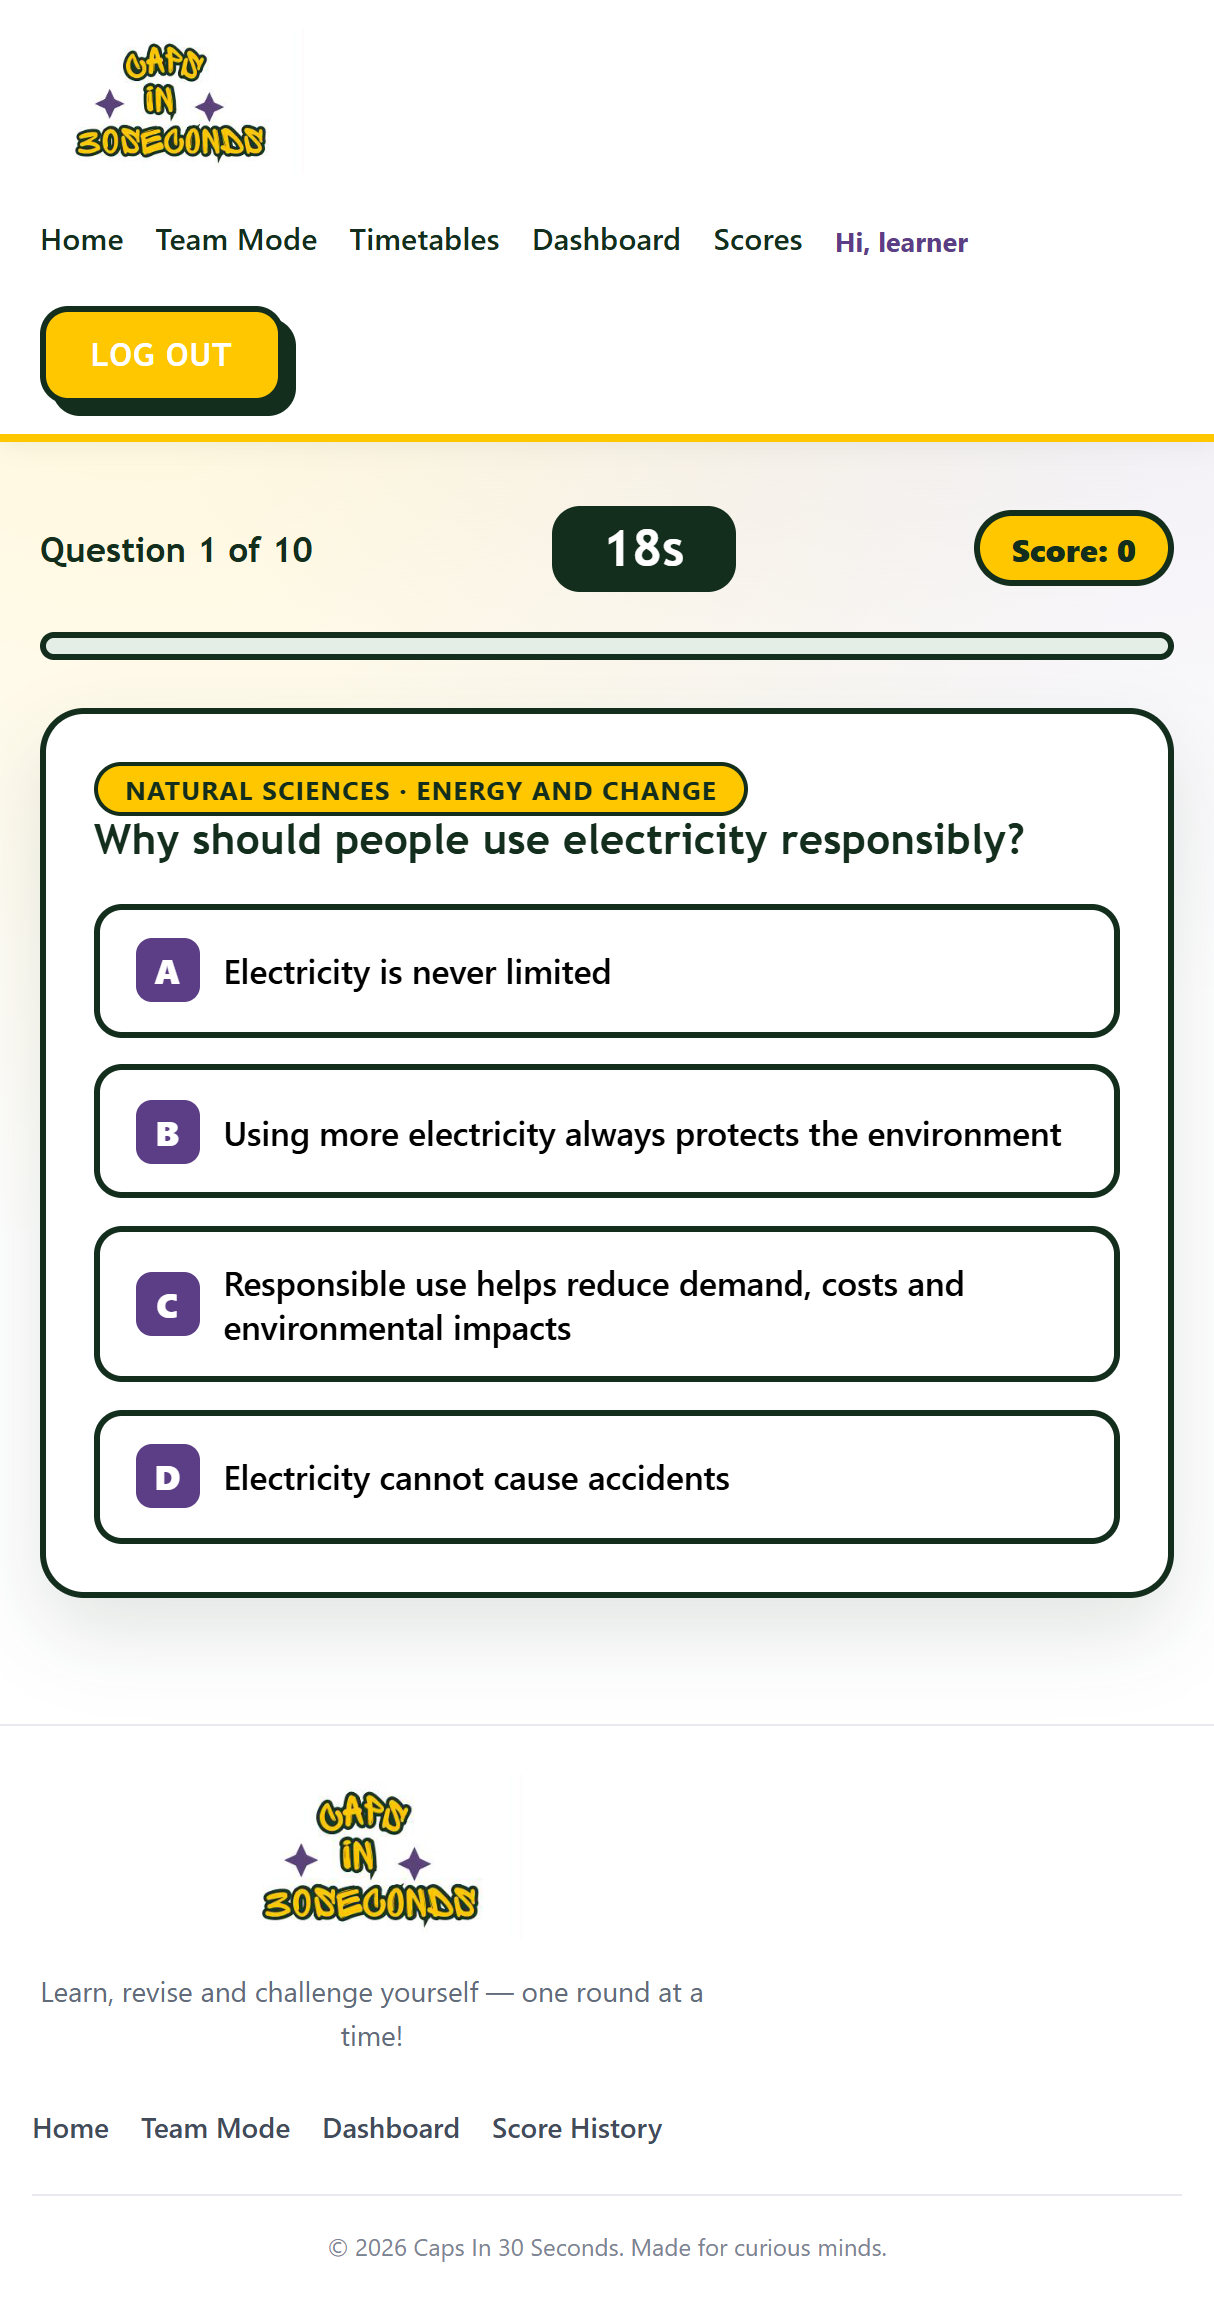 CAPS
IN
30SECONDS
Home Team Mode Timetables Dashboard Scores Hi, learner
LOG OUT
Question 1 of 10 18s Score: 0
NATURAL SCIENCES · ENERGY AND CHANGE
Why should people use electricity responsibly?
A Electricity is never limited
B Using more electricity always protects the environment
C Responsible use helps reduce demand, costs and
environmental impacts
D Electricity cannot cause accidents
CAPS
IN
30SECONDS
Learn, revise and challenge yourself — one round at a
time!
Home Team Mode Dashboard Score History
© 2026 Caps In 30 Seconds. Made for curious minds.